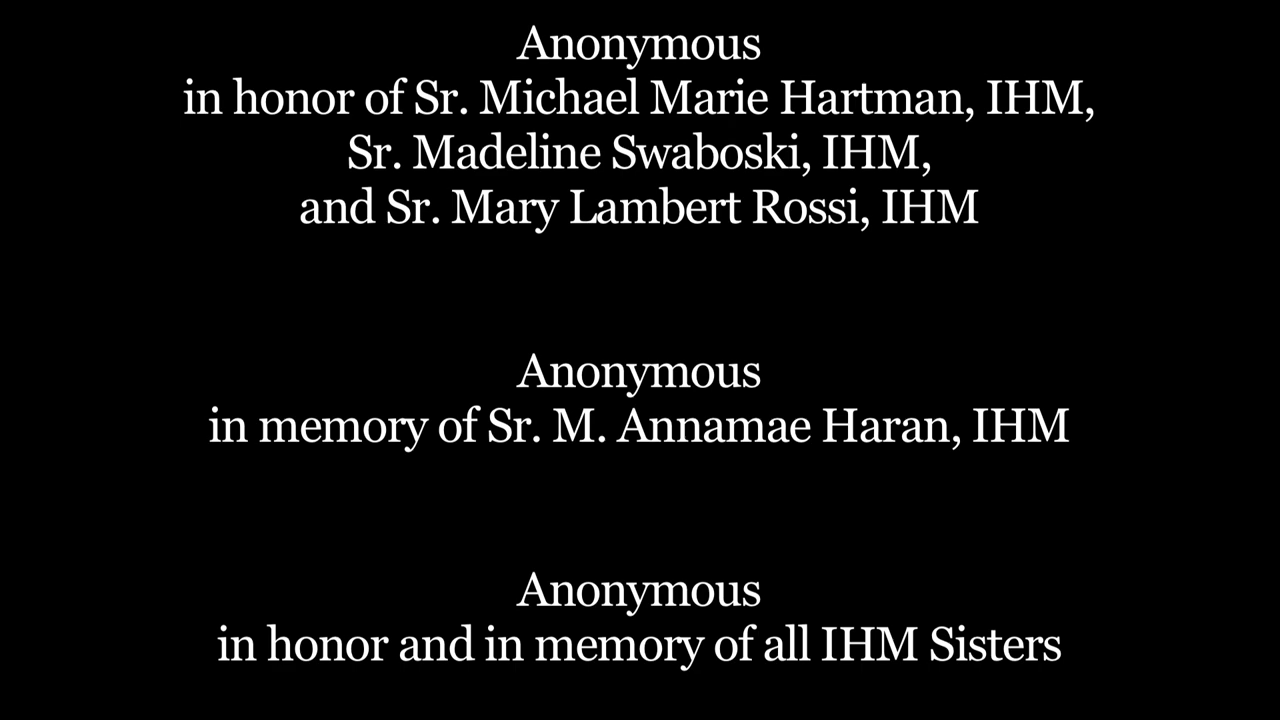 Anonymous
in honor of Sr. Michael Marie Hartman, IHM,
Sr. Madeline Swaboski, IHM,
and Sr. Mary Lambert Rossi, IHM
Anonymous
in memory of Sr. M. Annamae Haran, IHM
Anonymous
in honor and in memory of all IHM Sisters